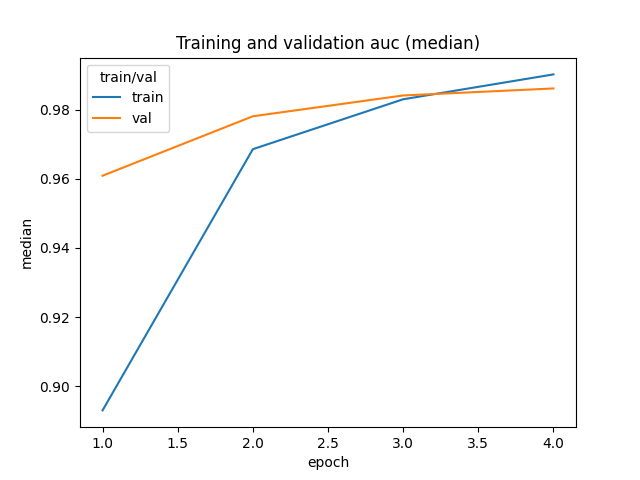 Training and validation auc (median)
train/val
train
val
0.98
0.96
0.94
0.92
0.90
median
1.0
1.5
2.0
2.5
3.0
3.5
4.0
epoch